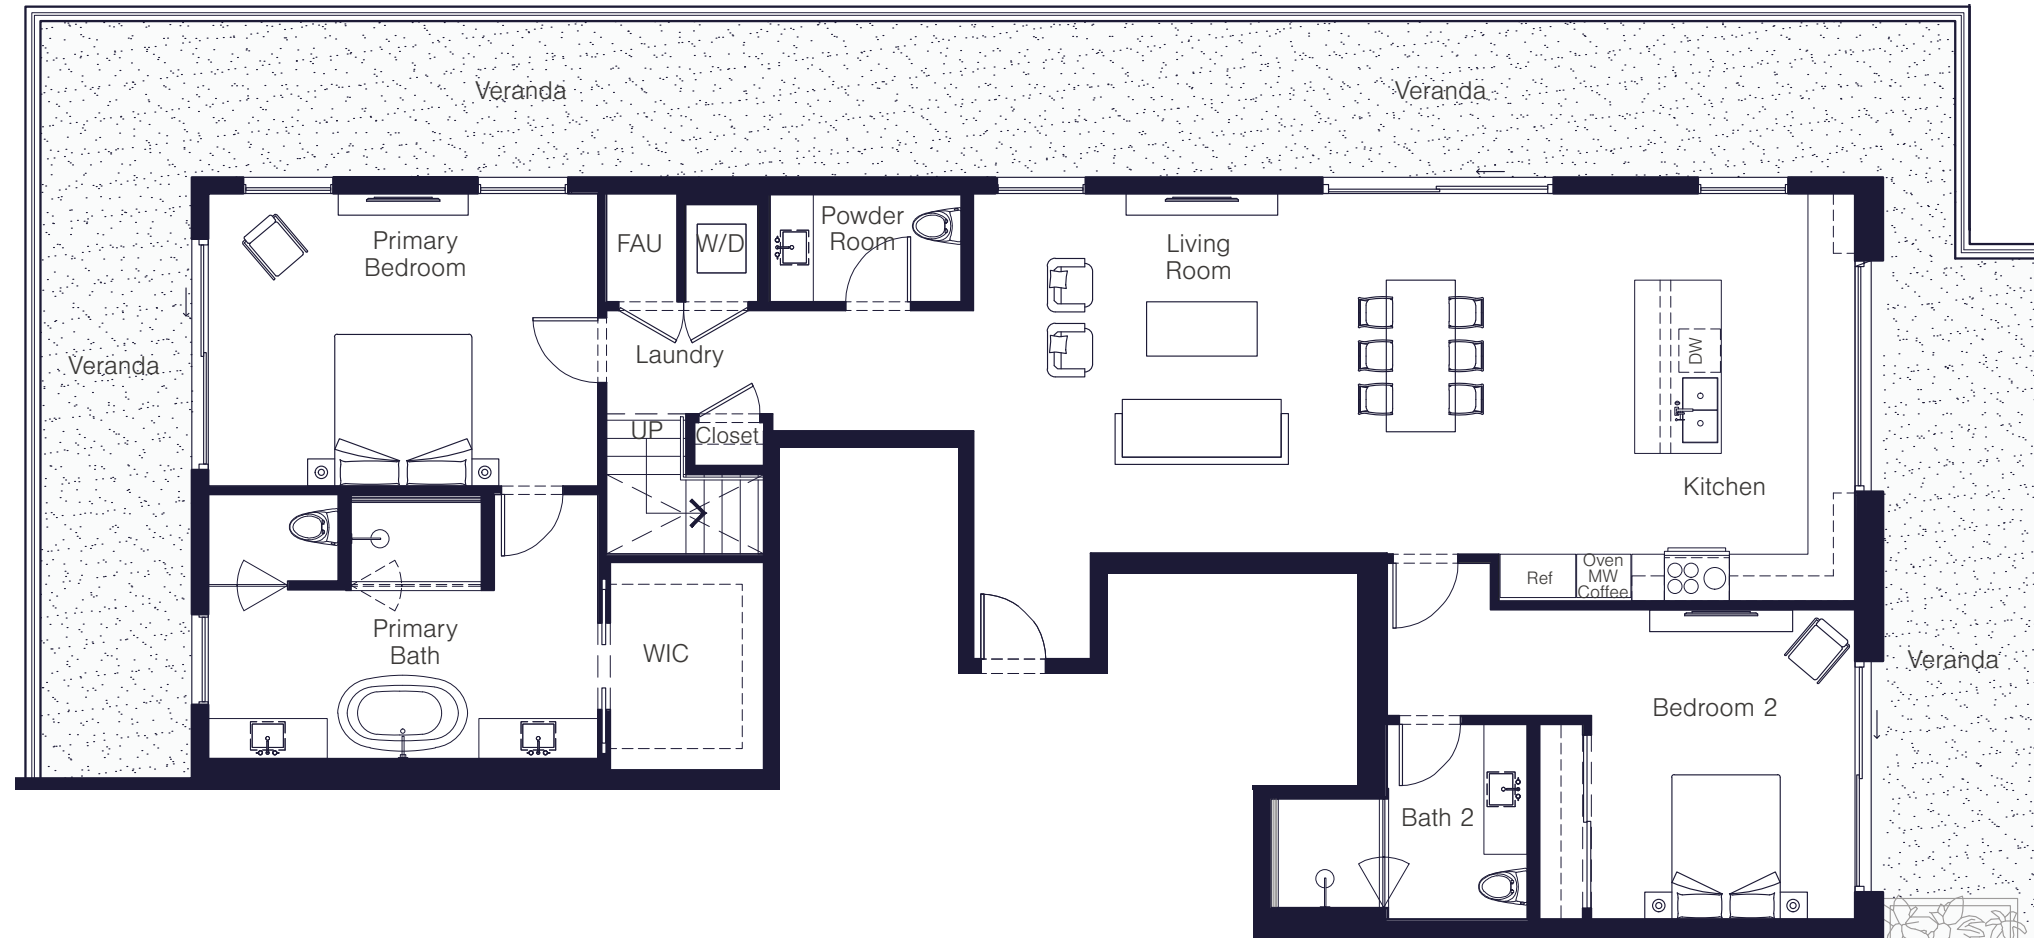 Veranda
Veranda
Powder
Room
Primary
Bedroom
FAU
W/D
Living
Room
Laundry
Veranda
DW
UP
Closet
Kitchen
Ref
Oven
MW
Coffee
Primary
Bath
WIC
Veranda
Bedroom 2
Bath 2